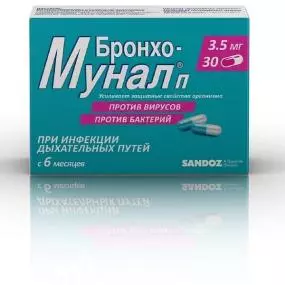 Бронхо-
Мунал® п
3.5 мг
30
Усиливает защитные свойства организма
ПРОТИВ ВИРУСОВ
ПРОТИВ БАКТЕРИЙ
ПРИ ИНФЕКЦИИ
ДЫХАТЕЛЬНЫХ ПУТЕЙ
с 6 месяцев
SANDOZ